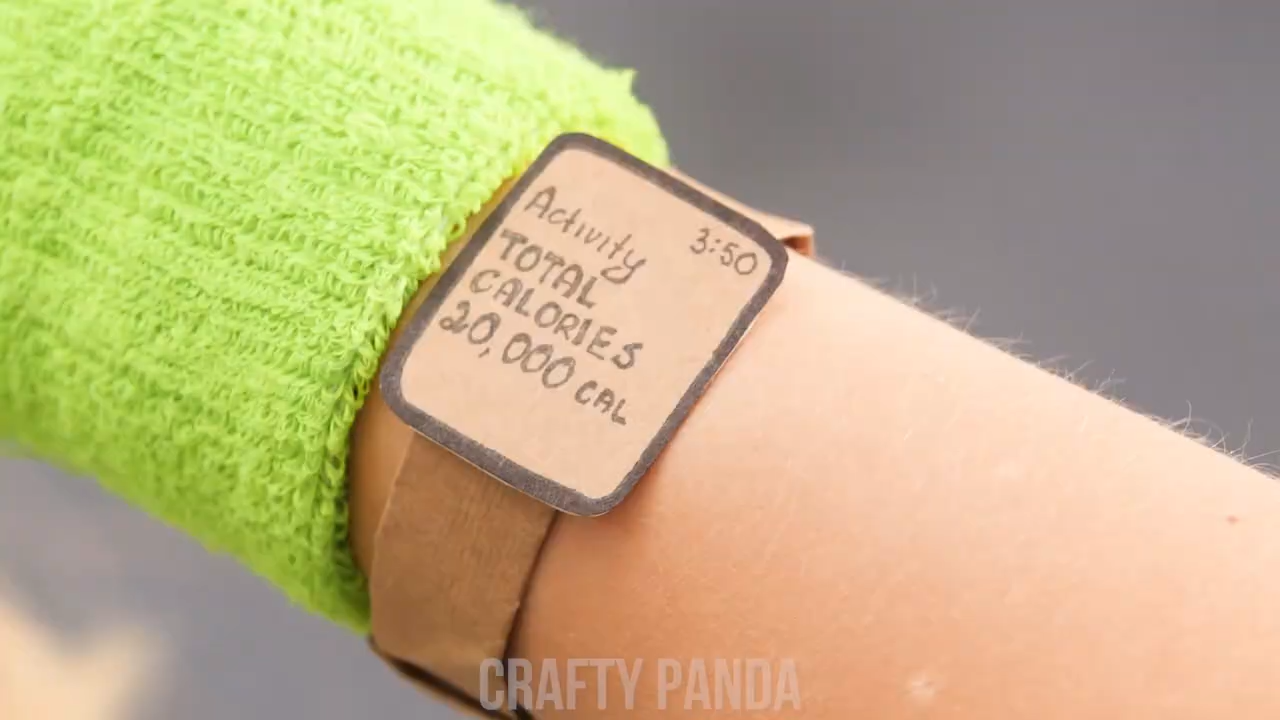 Activity
3:50
TOTAL
CALORIES
20,000 CAL
CRAFTY PANDA